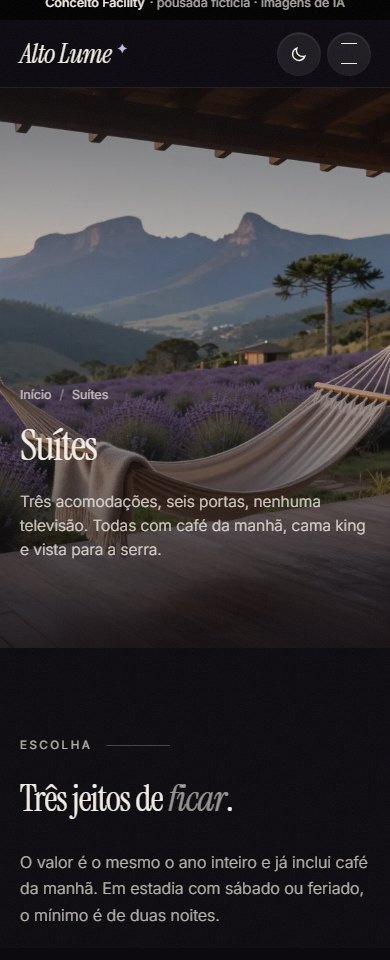 Conceito Facility · pousada fictícia · imagens de IA
Alto Lume
Início / Suítes
Suítes
Três acomodações, seis portas, nenhuma
televisão. Todas com café da manhã, cama king
e vista para a serra.
ESCOLHA
Três jeitos de ficar.
O valor é o mesmo o ano inteiro e já inclui café
da manhã. Em estadia com sábado ou feriado,
o mínimo é de duas noites.